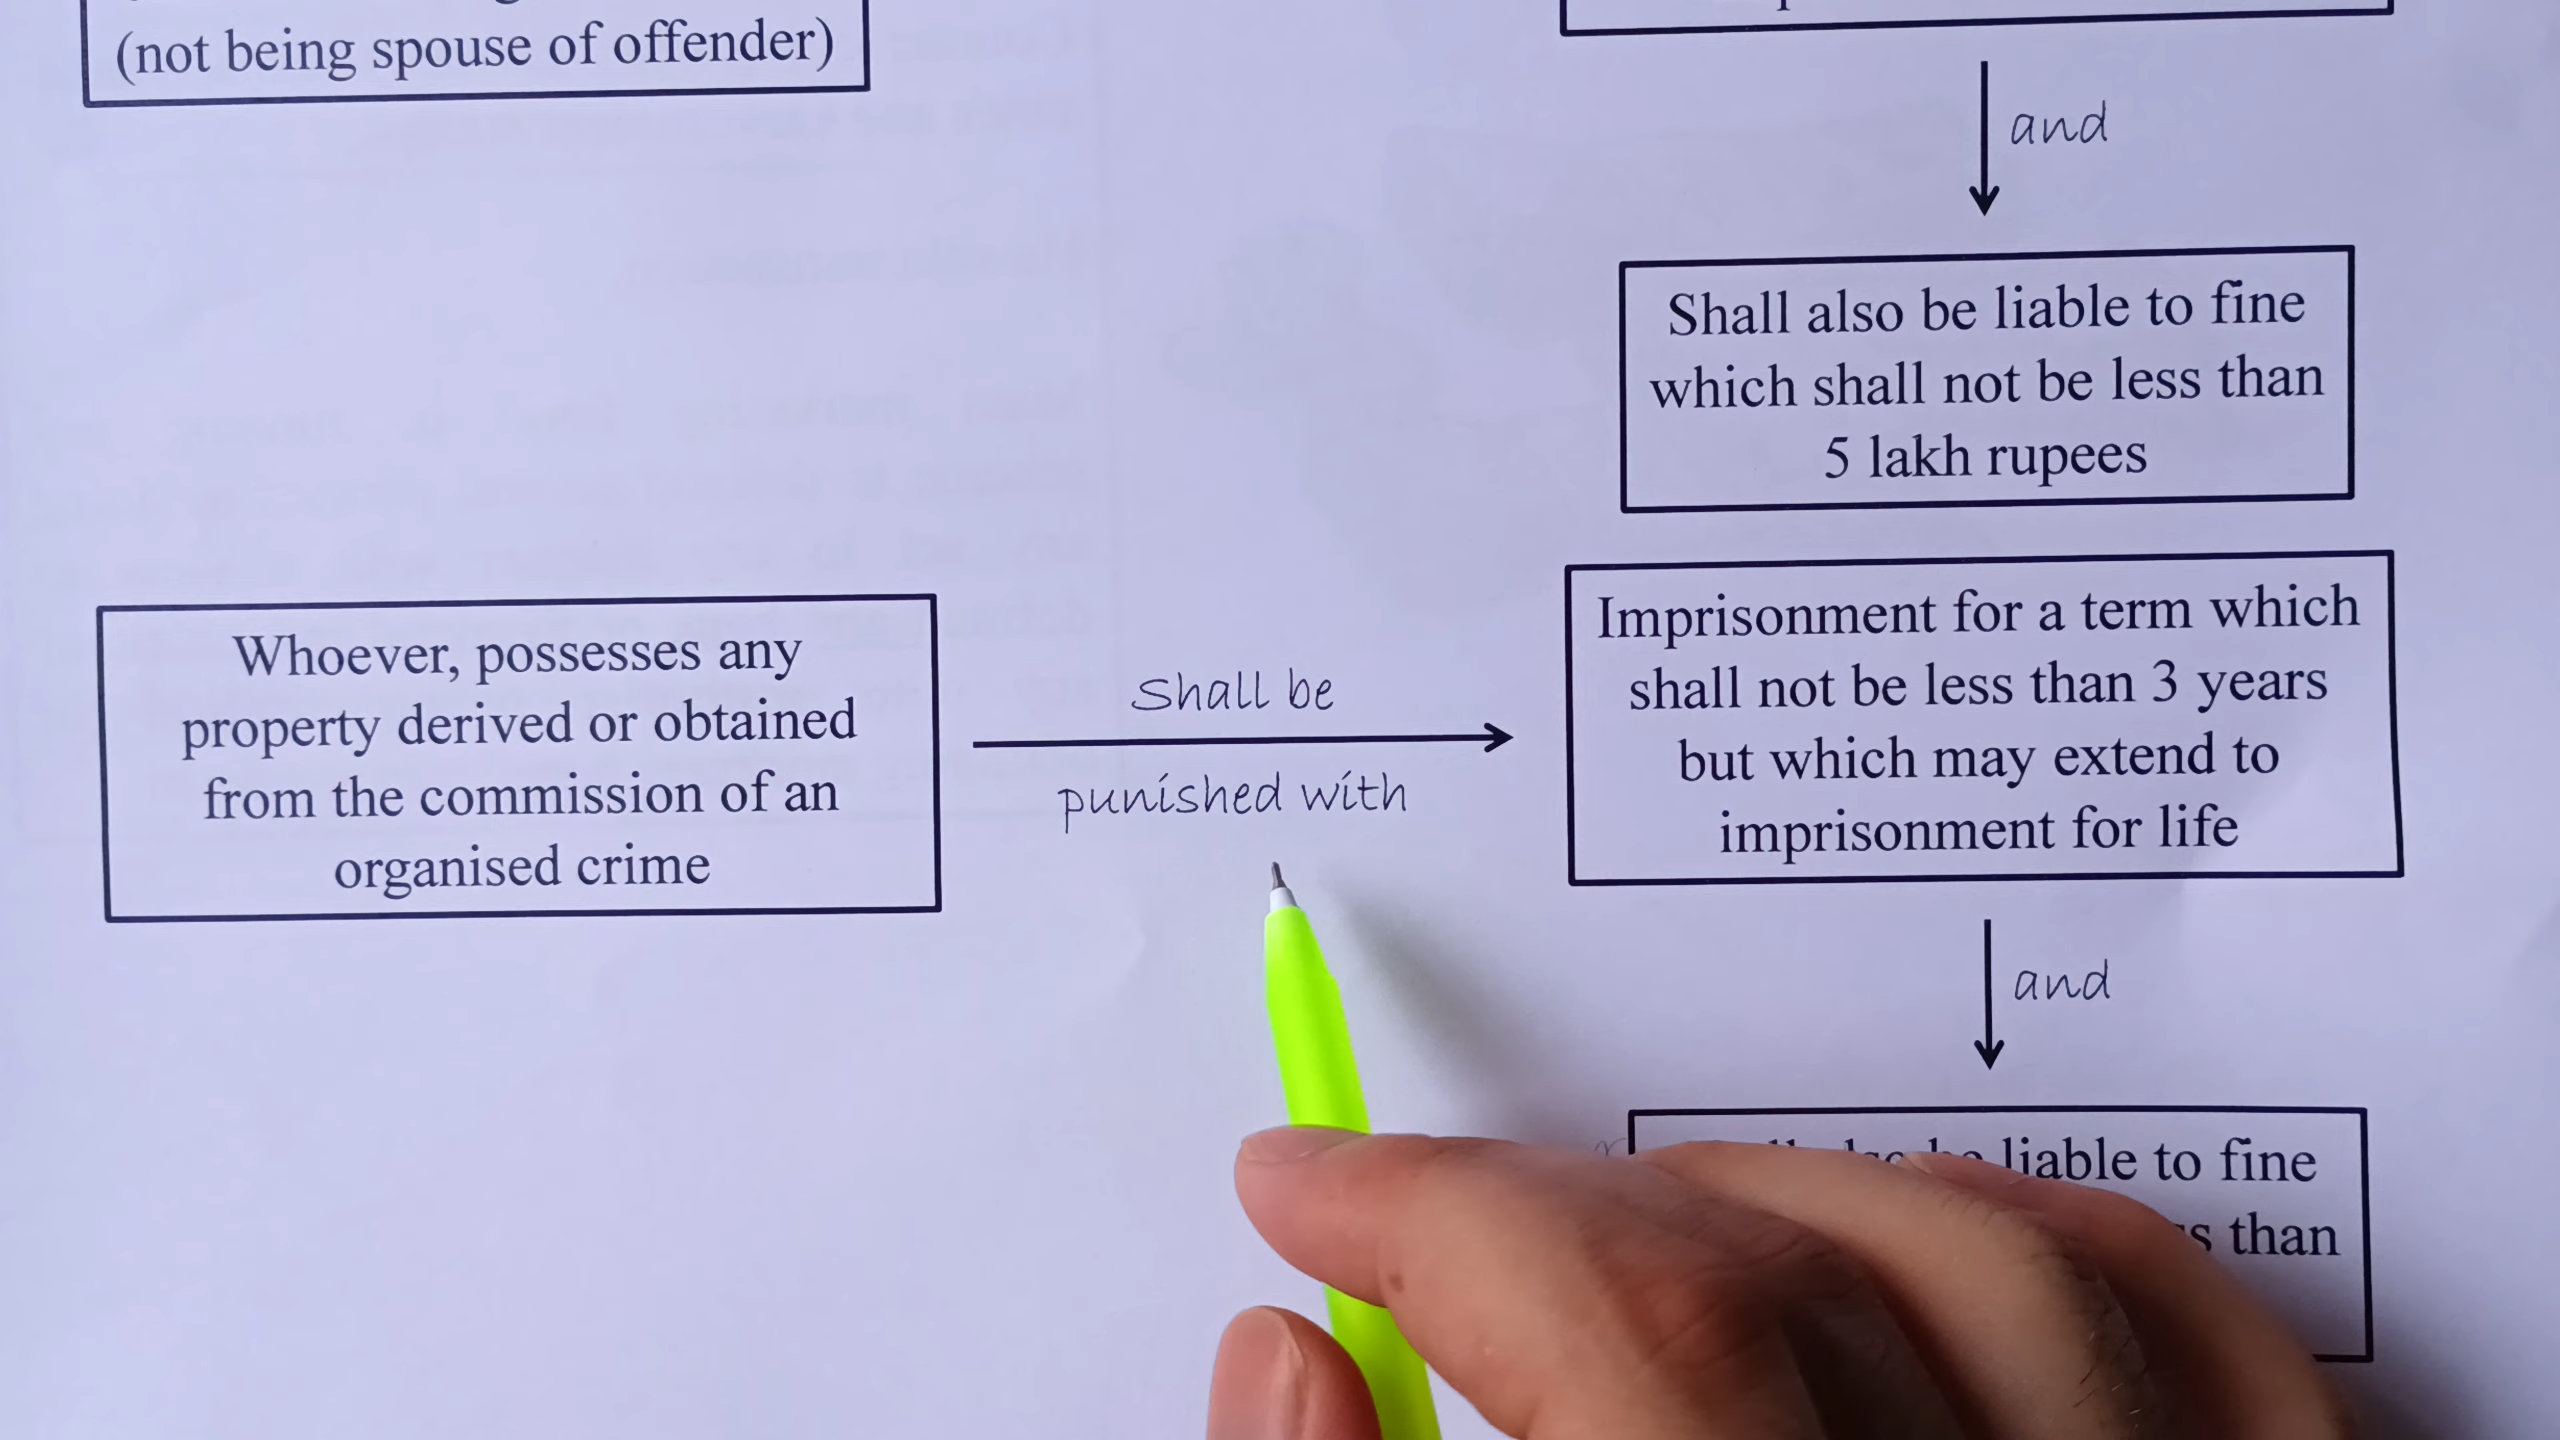 (not being spouse of offender)
and
Shall also be liable to fine
which shall not be less than
5 lakh rupees
Whoever, possesses any
property derived or obtained
from the commission of an
organised crime
Shall be
punished with
Imprisonment for a term which
shall not be less than 3 years
but which may extend to
imprisonment for life
and
liable to fine
than